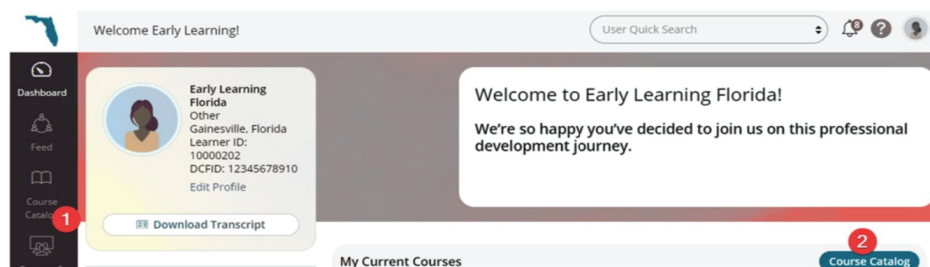 Welcome Early Learning!
User Quick Search
8
?
Dashboard
Feed
Course
Catalog
1
Early Learning
Florida
Other
Gainesville, Florida
Learner ID:
10000202
DCFID: 12345678910
Edit Profile
Download Transcript
Welcome to Early Learning Florida!
We're so happy you've decided to join us on this professional
development journey.
My Current Courses
2
Course Catalog